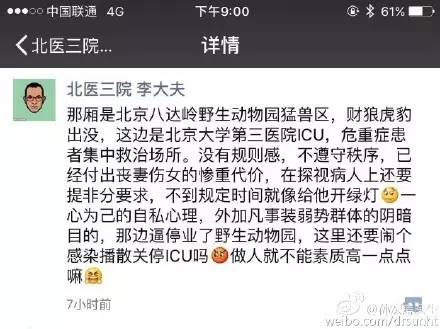 中国联通 4G 下午9:00 61%
北医三院... 详情
北医三院 李大夫
那厢是北京八达岭野生动物园猛兽区，财狼虎豹
出没，这边是北京大学第三医院ICU，危重症患
者集中救治场所。没有规则感，不遵守秩序，已
经付出丧妻伤女的惨重代价，在探视病人上还要
提非分要求，不到规定时间就像给他开绿灯
一心为己的自私心理，外加凡事装弱势群体的阴暗
目的，那边逼停业了野生动物园，这里还要闹个
感染播散关停ICU吗 做人就不能素质高一点点
嘛
7小时前
weibo.com/drsunht